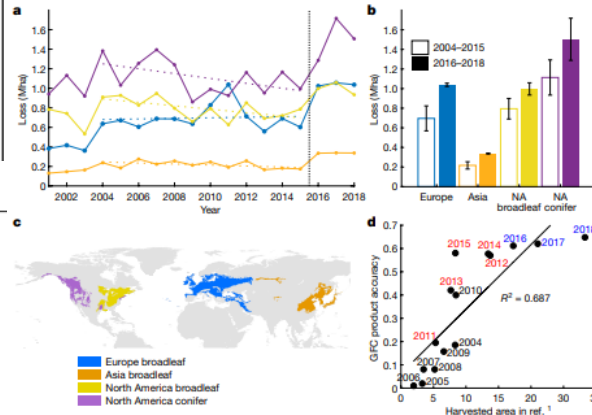 a
1.6
1.4
1.2
1.0
0.8
0.6
0.4
0.2
0
Loss (Mha)
2002 2004 2006 2008 2010 2012 2014 2016 2018
Year
b
1.6
1.4
1.2
1.0
0.8
0.6
0.4
0.2
0
Loss (Mha)
2004–2015
2016–2018
Europe Asia NA NA
broadleaf conifer
c
Europe broadleaf
Asia broadleaf
North America broadleaf
North America conifer
d
0.7
0.6
0.5
0.4
0.3
0.2
0.1
0
GFC product accuracy
2018
2016
2017
2015
2014
2012
2013
2010
R² = 0.687
2011
2004
2009
2007
2008
2006
2005
0 5 10 15 20 25 30
Harvested area in ref. 1